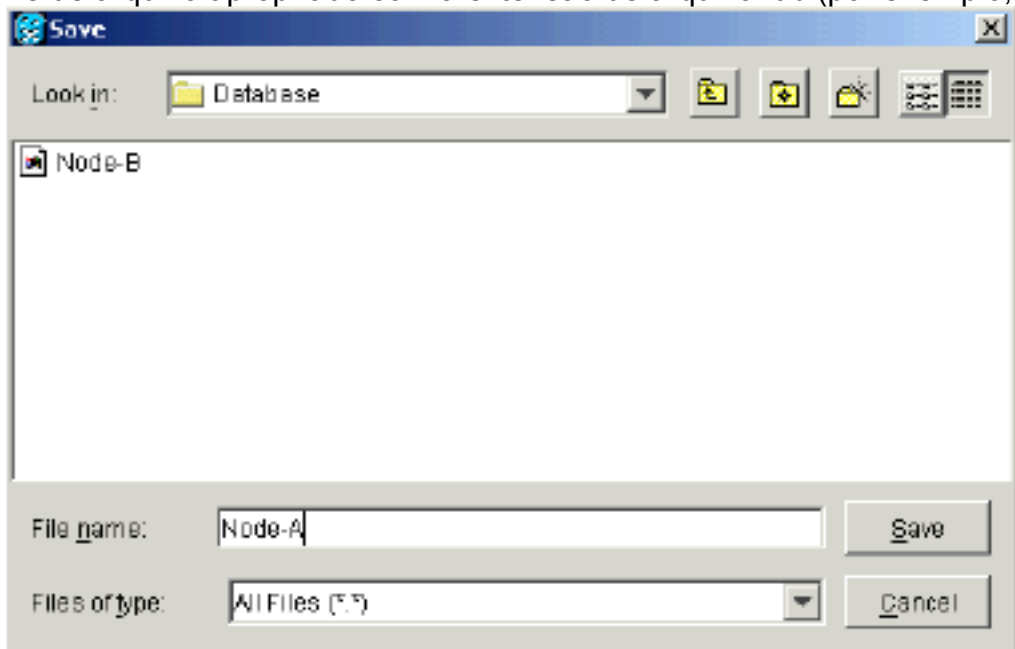 Save
Look in: Database
Node-B
File name: Node-A Save
Files of type: All Files (*.*) Cancel